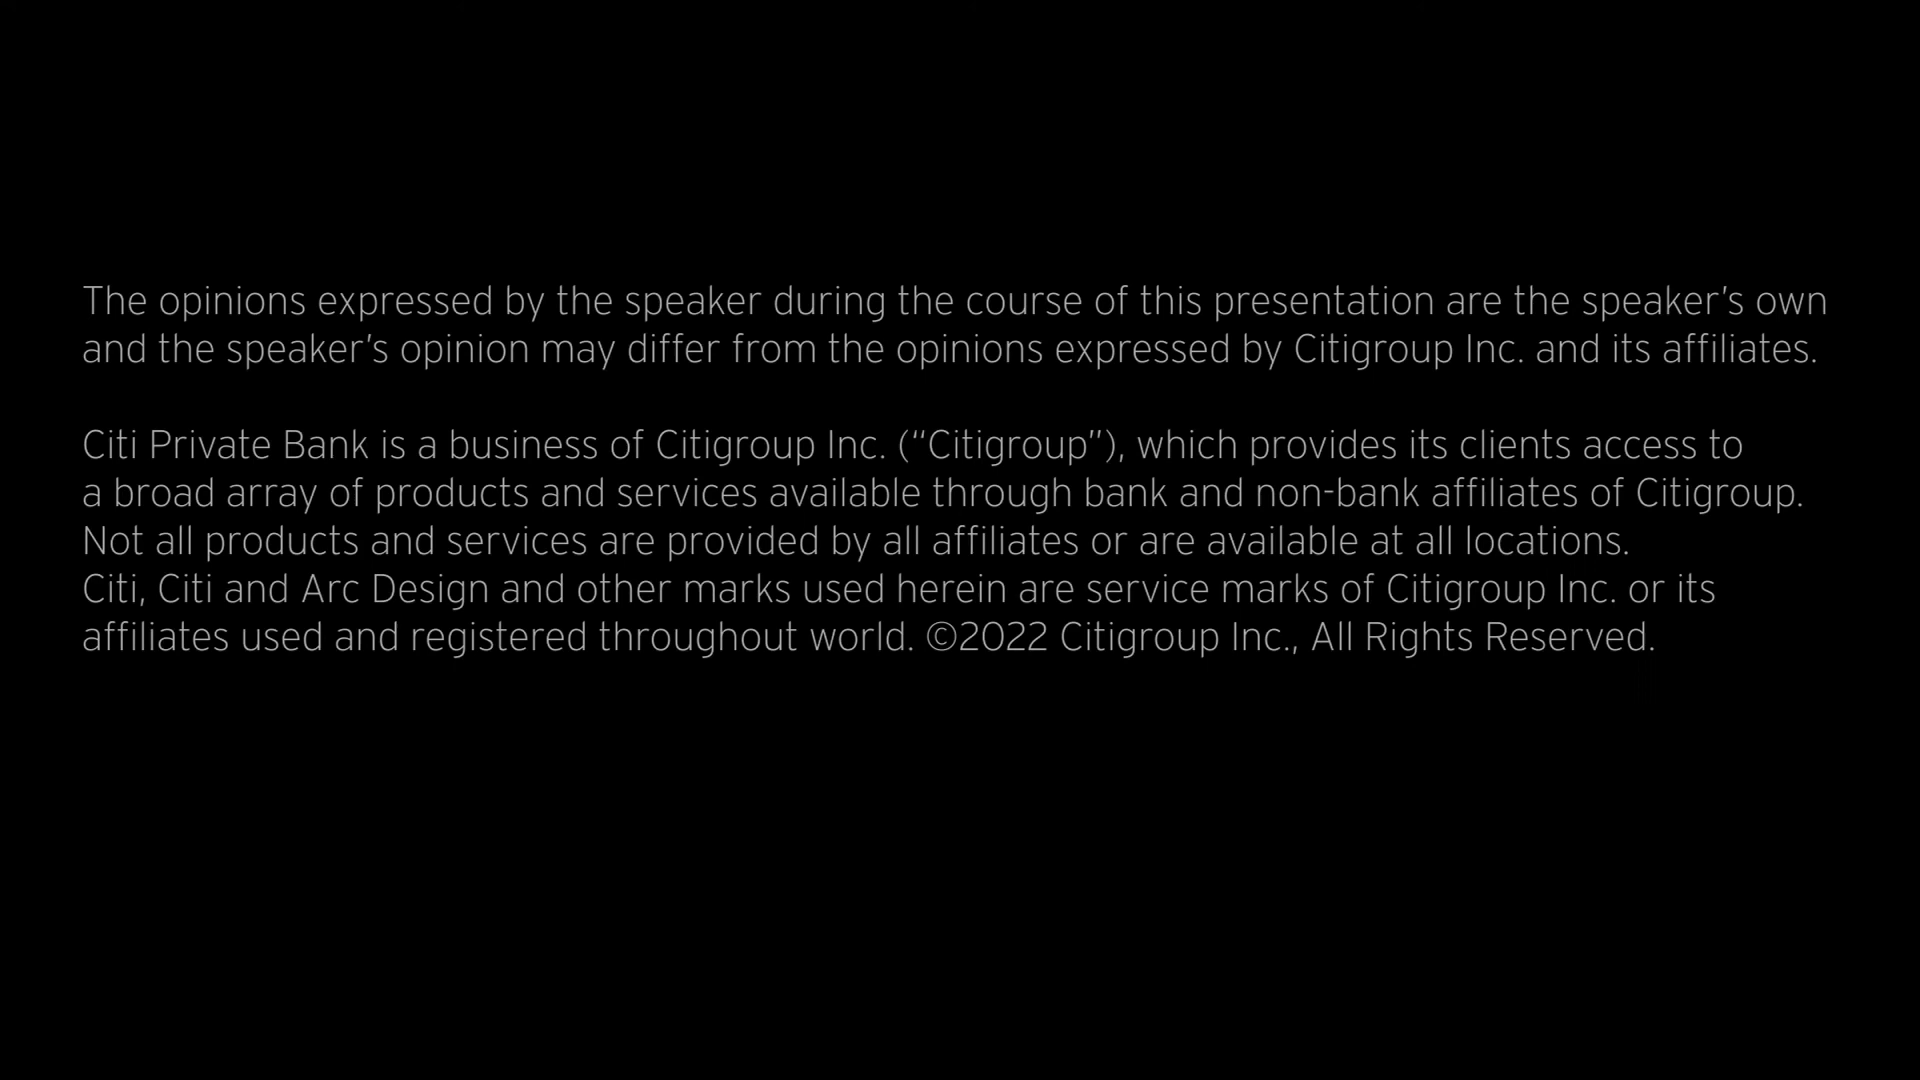 The opinions expressed by the speaker during the course of this presentation are the speaker’s own
and the speaker’s opinion may differ from the opinions expressed by Citigroup Inc. and its affiliates.
Citi Private Bank is a business of Citigroup Inc. (“Citigroup”), which provides its clients access to
a broad array of products and services available through bank and non-bank affiliates of Citigroup.
Not all products and services are provided by all affiliates or are available at all locations.
Citi, Citi and Arc Design and other marks used herein are service marks of Citigroup Inc. or its
affiliates used and registered throughout world. ©2022 Citigroup Inc., All Rights Reserved.